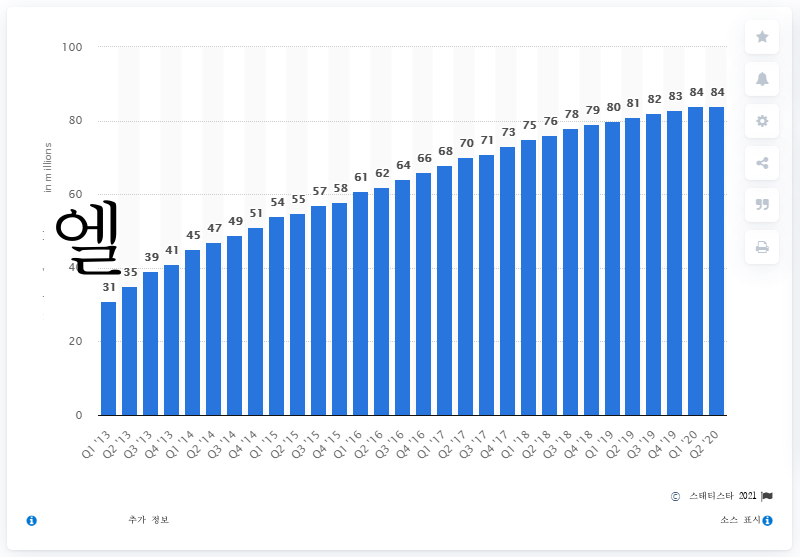 100
80
60
40
20
0
in millions
엘
31 35 39 41 45 47 49 51 54 55 57 58 61 62 64 66 68 70 71 73 75 76 78 79 80 81 82 83 84 84
Q1 '13 Q2 '13 Q3 '13 Q4 '13 Q1 '14 Q2 '14 Q3 '14 Q4 '14 Q1 '15 Q2 '15 Q3 '15 Q4 '15 Q1 '16 Q2 '16 Q3 '16 Q4 '16 Q1 '17 Q2 '17 Q3 '17 Q4 '17 Q1 '18 Q2 '18 Q3 '18 Q4 '18 Q1 '19 Q2 '19 Q3 '19 Q4 '19 Q1 '20 Q2 '20
© 스태티스타 2021
추가 정보
소스 표시